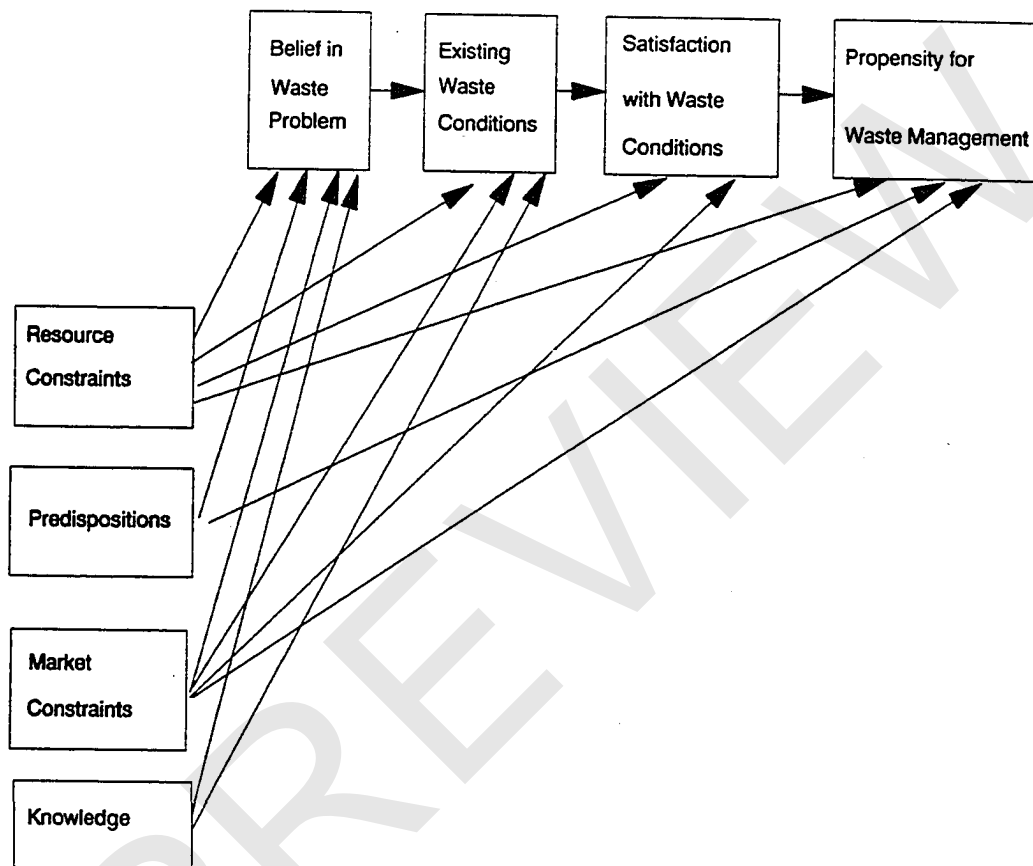 Belief in
Waste
Problem
Existing
Waste
Conditions
Satisfaction
with Waste
Conditions
Propensity for
Waste Management
Resource
Constraints
Predispositions
Market
Constraints
Knowledge
PREVIEW